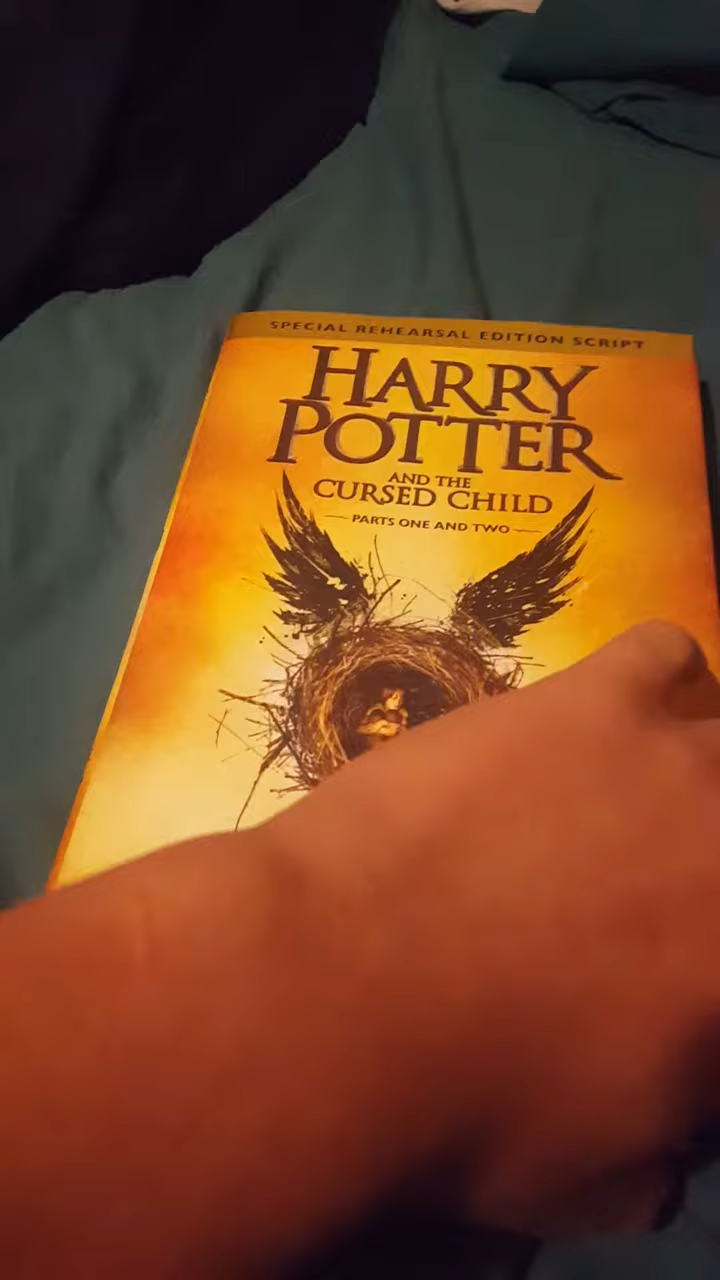 SPECIAL REHEARSAL EDITION SCRIPT
HARRY
POTTER
AND THE
CURSED CHILD
PARTS ONE AND TWO